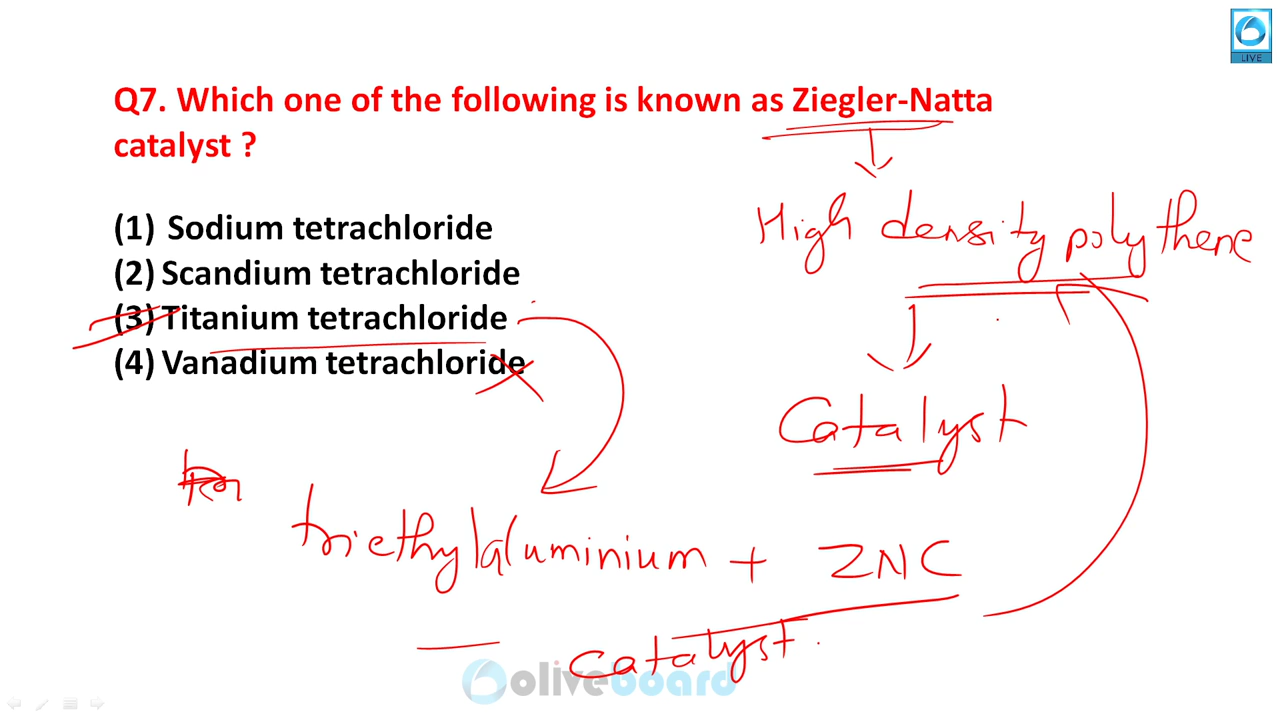 LIVE
Q7. Which one of the following is known as Ziegler-Natta
catalyst ?
High density polythene
(1) Sodium tetrachloride
(2) Scandium tetrachloride
(3) Titanium tetrachloride
(4) Vanadium tetrachloride
Catalyst
triethylaluminium + ZNC
catalyst.
oliveboard